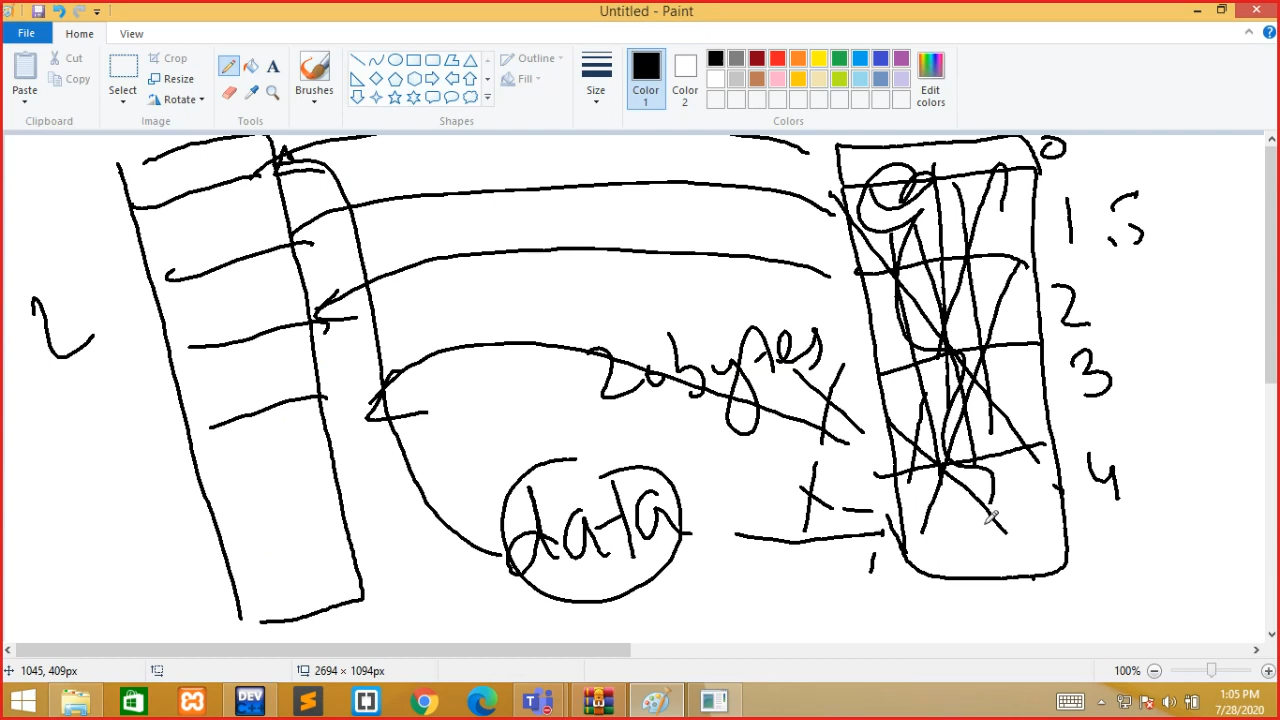 Untitled - Paint
File Home View
Paste Cut Copy Select Crop Resize Rotate Brushes Outline Fill Size Color 1 Color 2 Edit colors
Clipboard Image Tools Shapes Colors
0
1
2
2
3
data
4
1045, 409px 2694 × 1094px 100%
DEV
1:05 PM
7/28/2020